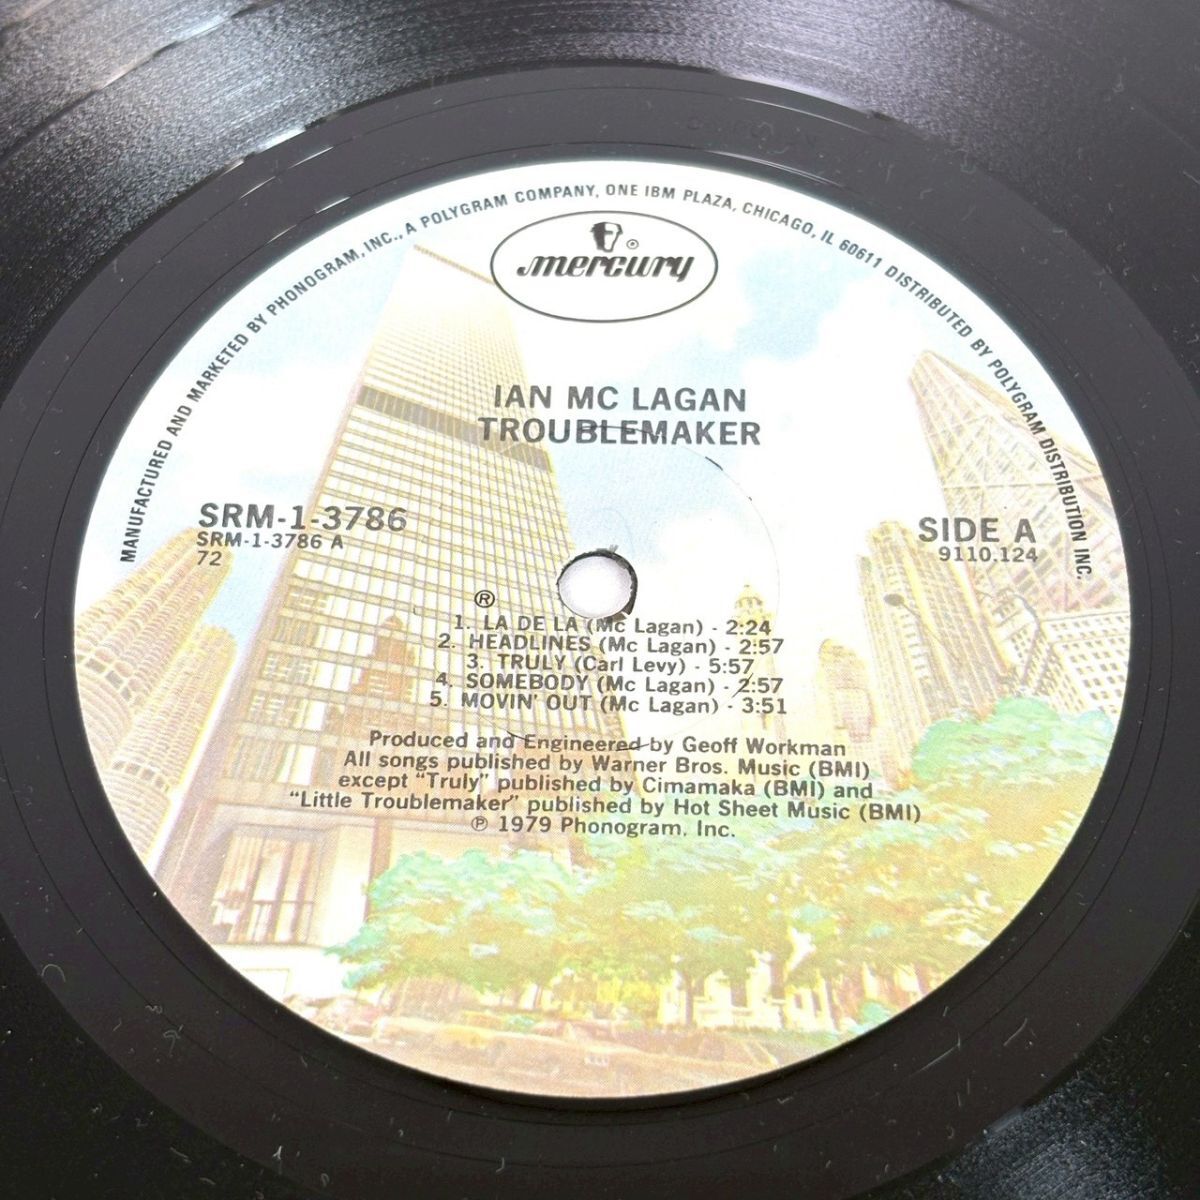 MANUFACTURED AND MARKETED BY PHONOGRAM, INC., A POLYGRAM COMPANY, ONE IBM PLAZA, CHICAGO, IL 60611 DISTRIBUTED BY POLYGRAM DISTRIBUTION INC.
mercury ®
IAN MC LAGAN
TROUBLEMAKER
SRM-1-3786
SRM-1-3786 A
72
SIDE A
9110.124
®
1. LA DE LA (Mc Lagan) - 2:24
2. HEADLINES (Mc Lagan) - 2:57
3. TRULY (Carl Levy) - 5:57
4. SOMEBODY (Mc Lagan) - 2:57
5. MOVIN' OUT (Mc Lagan) - 3:51
Produced and Engineered by Geoff Workman
All songs published by Warner Bros. Music (BMI)
except "Truly" published by Cimamaka (BMI) and
"Little Troublemaker" published by Hot Sheet Music (BMI)
℗ 1979 Phonogram, Inc.